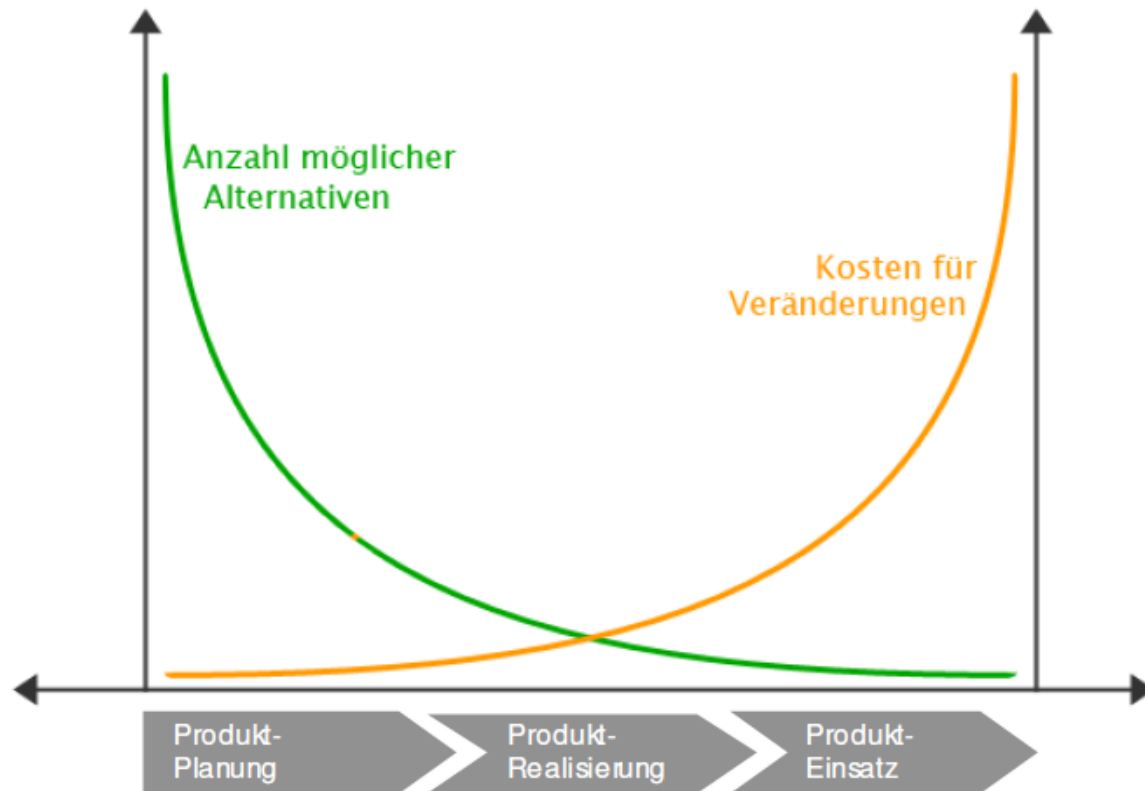 Anzahl möglicher
Alternativen
Kosten für
Veränderungen
Produkt-
Planung
Produkt-
Realisierung
Produkt-
Einsatz